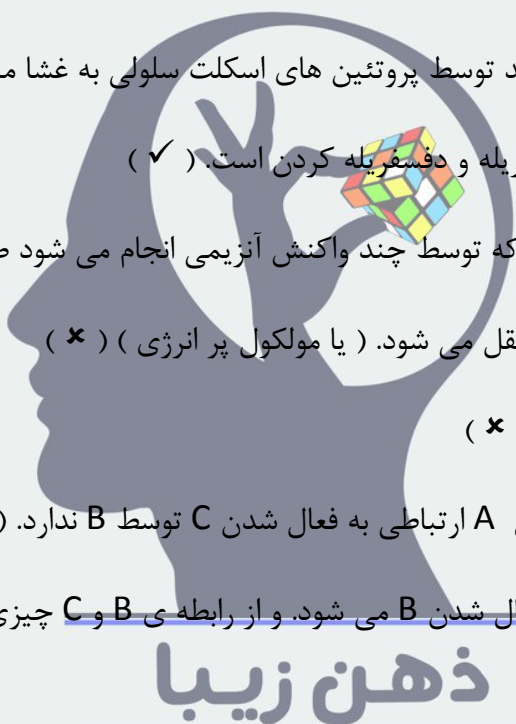 د توسط پروتئین های اسکلت سلولی به غشا
ریله و دفسفریله کردن است. ( ✔ )
که توسط چند واکنش آنزیمی انجام می شود
قل می شود. ( یا مولکول پر انرژی ) ( ✖ )
✖ )
A ارتباطی به فعال شدن C توسط B ندارد. (
ال شدن B می شود. و از رابطه ی B و C چیزی
ذهن زیبا